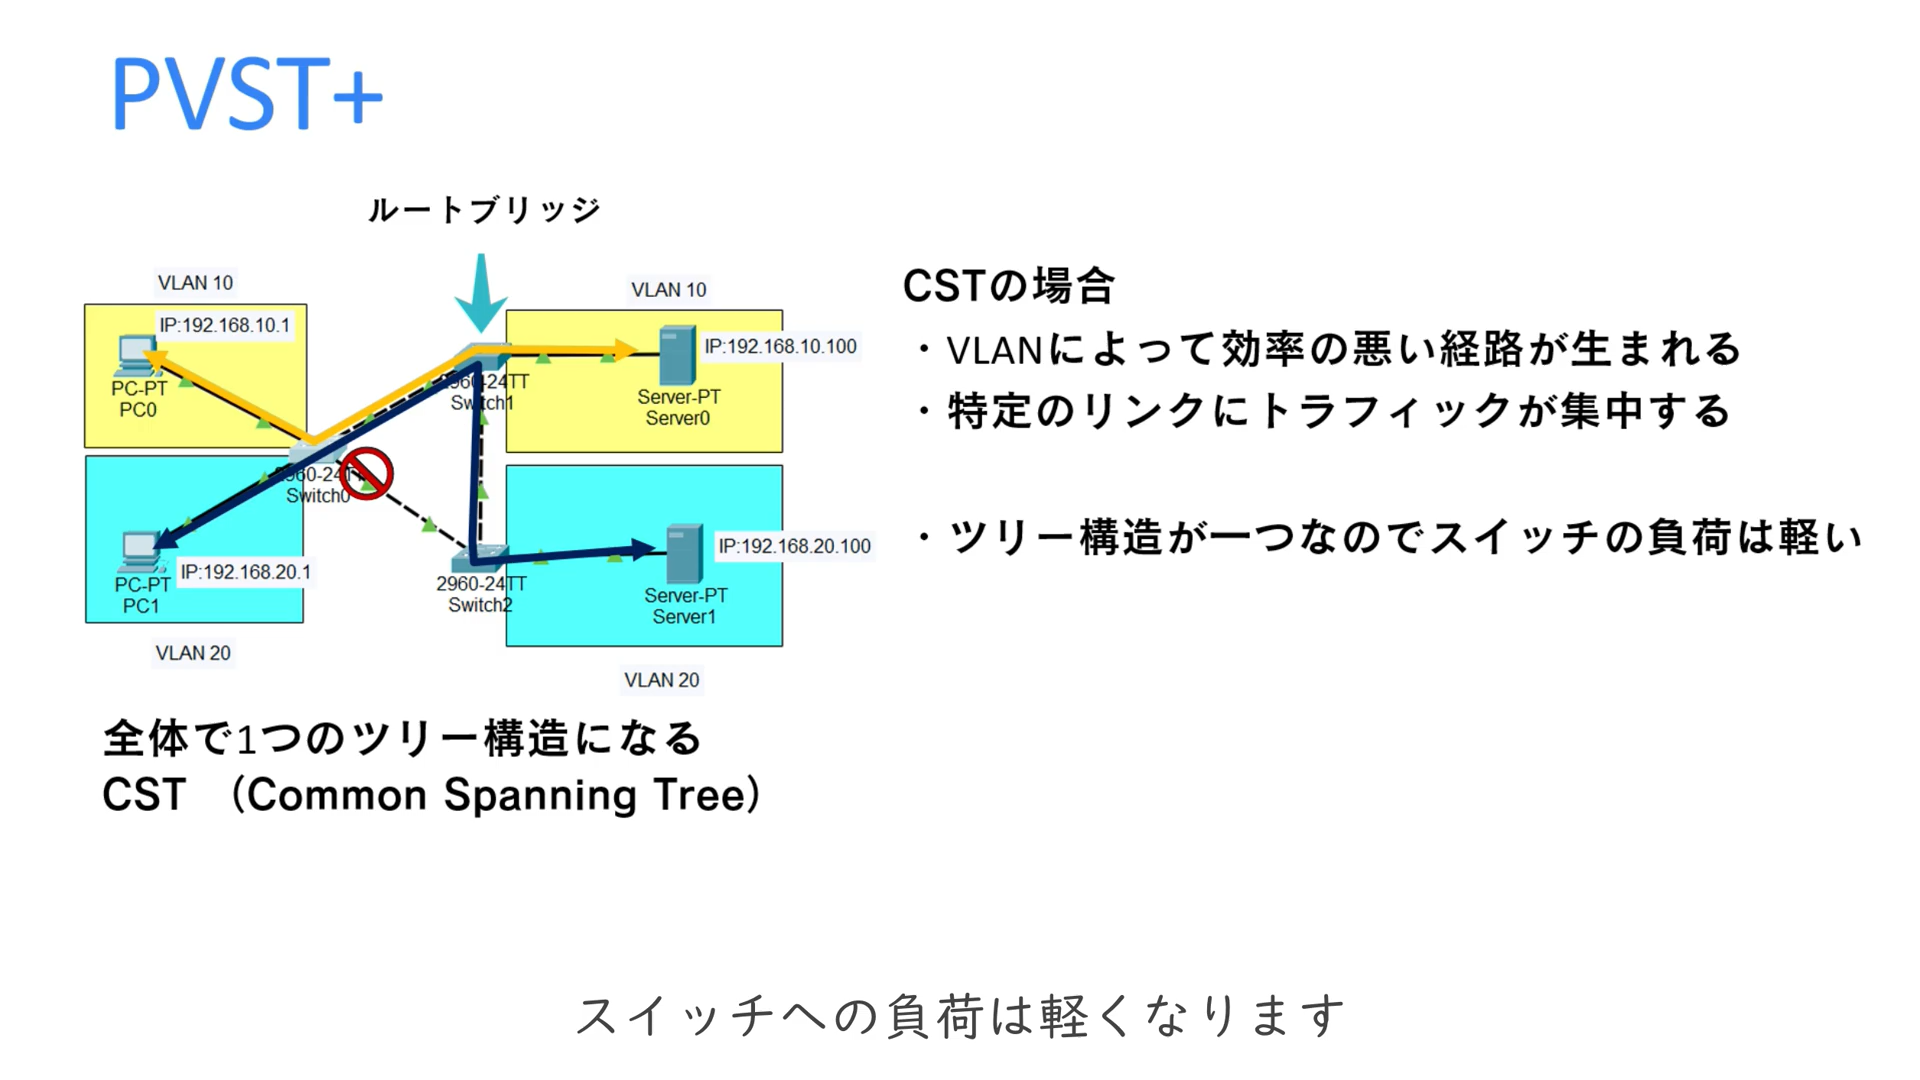 PVST+
ルートブリッジ
VLAN 10
IP:192.168.10.1
PC-PT
PC0
VLAN 10
IP:192.168.10.100
Server-PT
Server0
2960-24TT
Switch1
2960-24TT
Switch0
IP:192.168.20.1
PC-PT
PC1
VLAN 20
2960-24TT
Switch2
IP:192.168.20.100
Server-PT
Server1
VLAN 20
全体で1つのツリー構造になる
CST （Common Spanning Tree）
CSTの場合
・VLANによって効率の悪い経路が生まれる
・特定のリンクにトラフィックが集中する
・ツリー構造が一つなのでスイッチの負荷は軽い
スイッチへの負荷は軽くなります